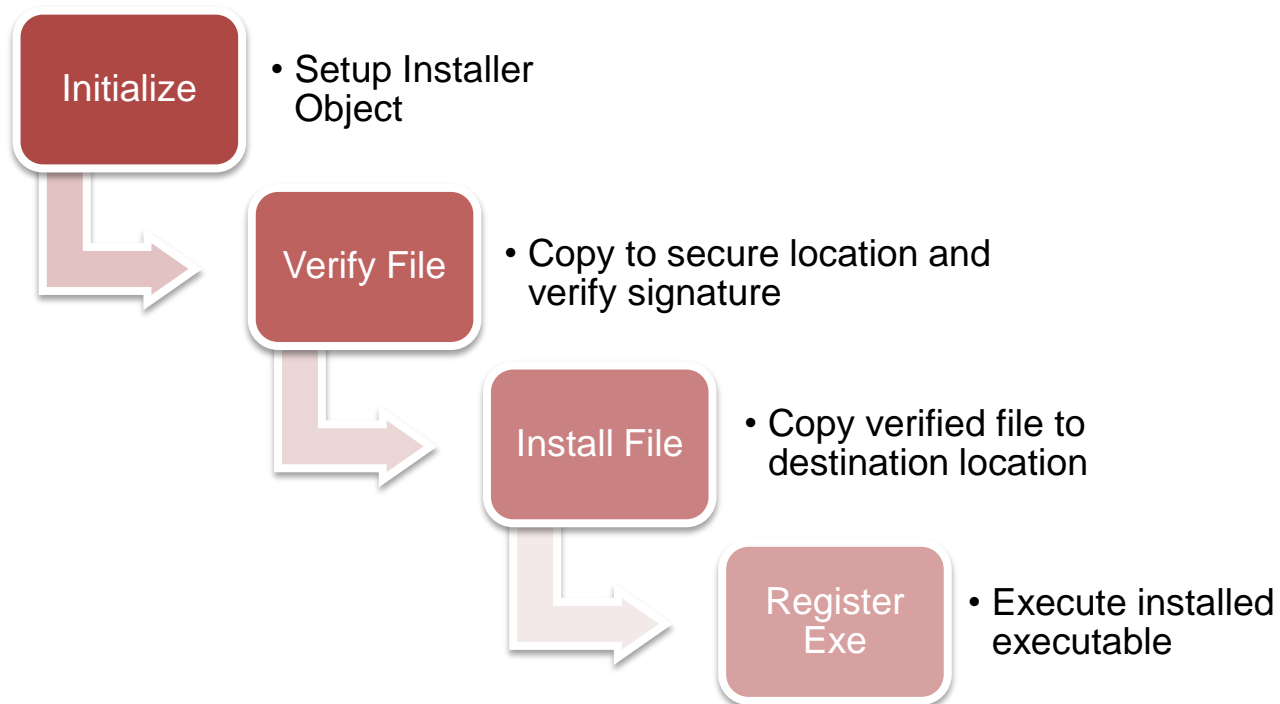 Initialize
• Setup Installer
Object
Verify File
• Copy to secure location and
verify signature
Install File
• Copy verified file to
destination location
Register
Exe
• Execute installed
executable